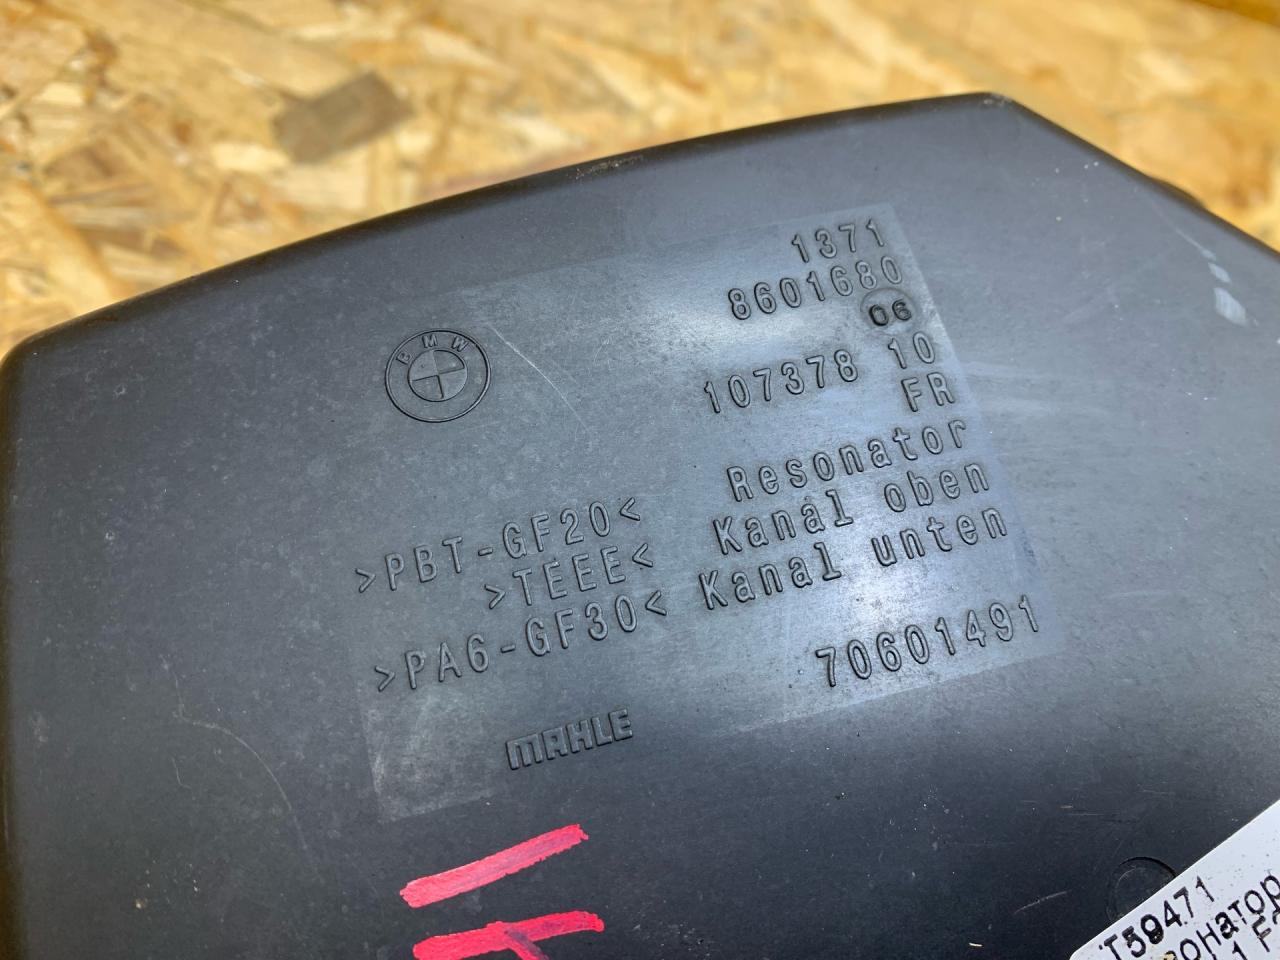 1371
8601680
06
107378 10
FR
BMW
>PBT-GF20< Resonator
>TEEE< Kanal oben
>PA6-GF30< Kanal unten
70601491
MAHLE
T59471